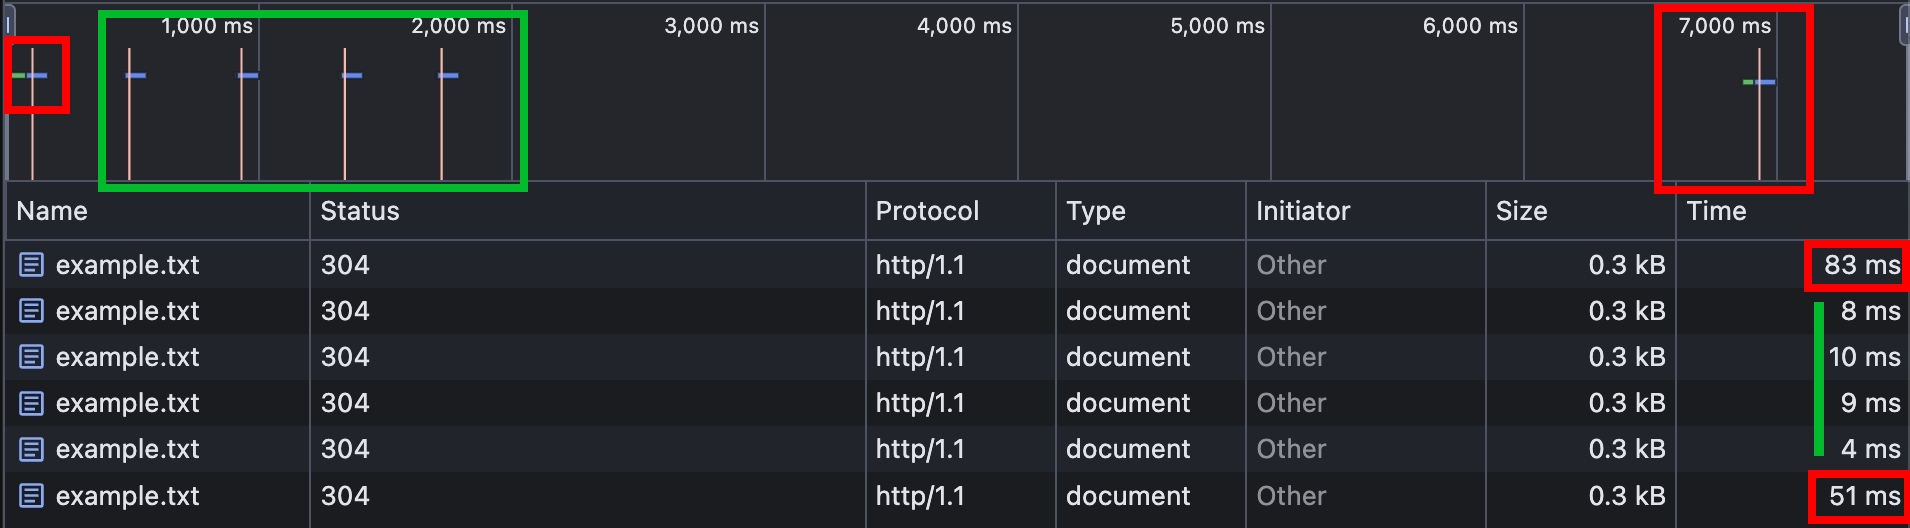 1,000 ms 2,000 ms 3,000 ms 4,000 ms 5,000 ms 6,000 ms 7,000 ms
Name Status Protocol Type Initiator Size Time
example.txt 304 http/1.1 document Other 0.3 kB 83 ms
example.txt 304 http/1.1 document Other 0.3 kB 8 ms
example.txt 304 http/1.1 document Other 0.3 kB 10 ms
example.txt 304 http/1.1 document Other 0.3 kB 9 ms
example.txt 304 http/1.1 document Other 0.3 kB 4 ms
example.txt 304 http/1.1 document Other 0.3 kB 51 ms